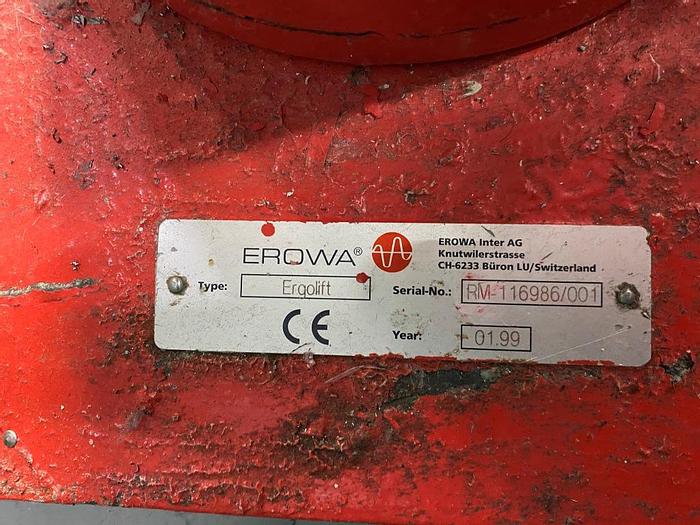 EROWA®
EROWA Inter AG
Knutwilerstrasse
CH-6233 Büron LU/Switzerland
Type: Ergolift
Serial-No.: RM-116986/001
CE
Year: 01.99